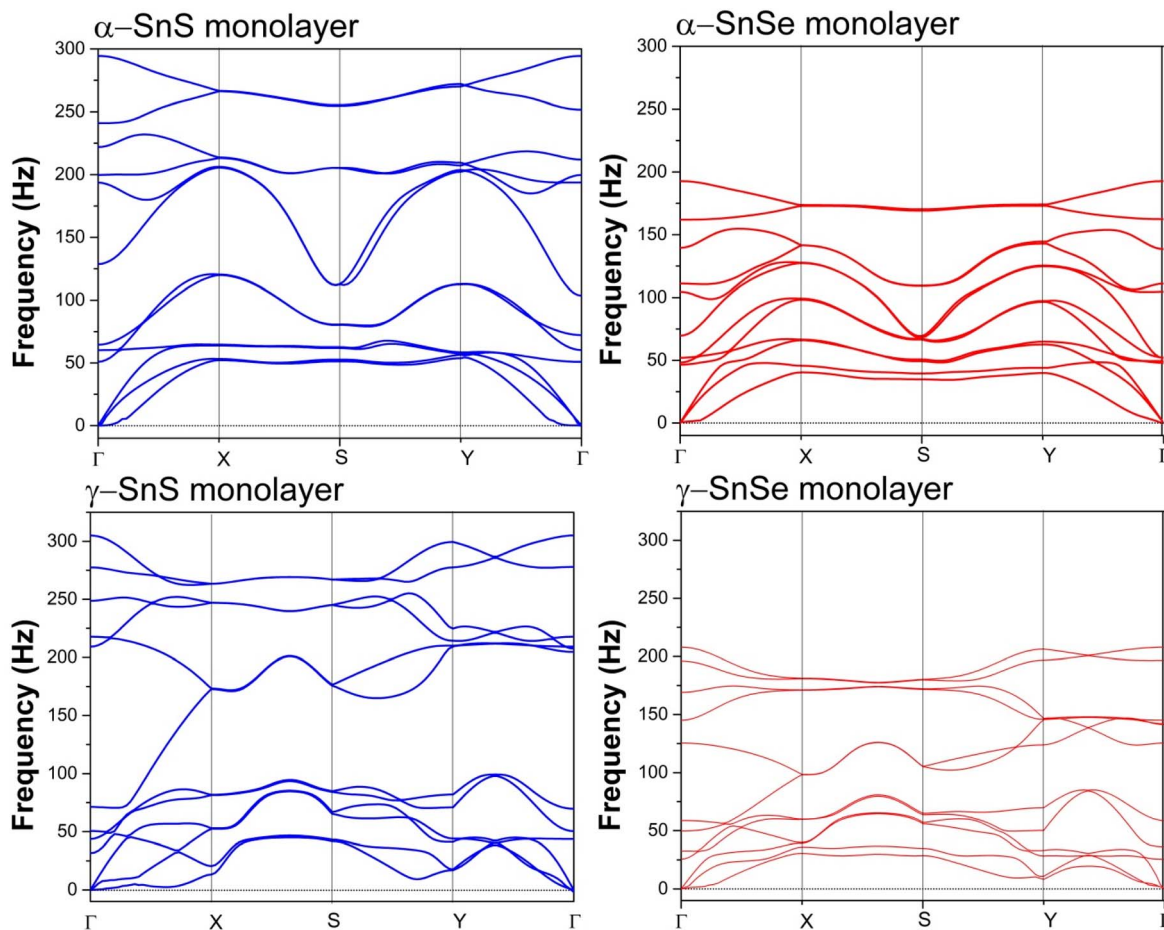 α−SnS monolayer
Frequency (Hz)
300
250
200
150
100
50
0
Γ X S Y Γ
α−SnSe monolayer
Frequency (Hz)
300
250
200
150
100
50
0
Γ X S Y Γ
γ−SnS monolayer
Frequency (Hz)
300
250
200
150
100
50
0
Γ X S Y Γ
γ−SnSe monolayer
Frequency (Hz)
300
250
200
150
100
50
0
Γ X S Y Γ